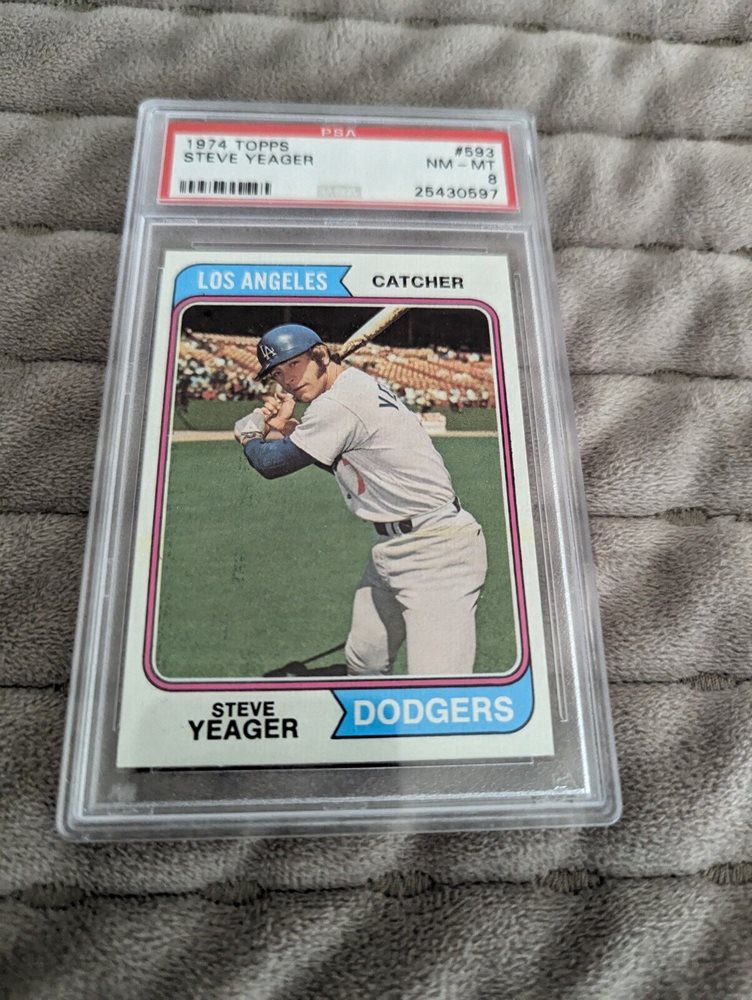 PSA
1974 TOPPS #593
STEVE YEAGER NM - MT
8
25430597
LOS ANGELES CATCHER
LA
STEVE
YEAGER
DODGERS